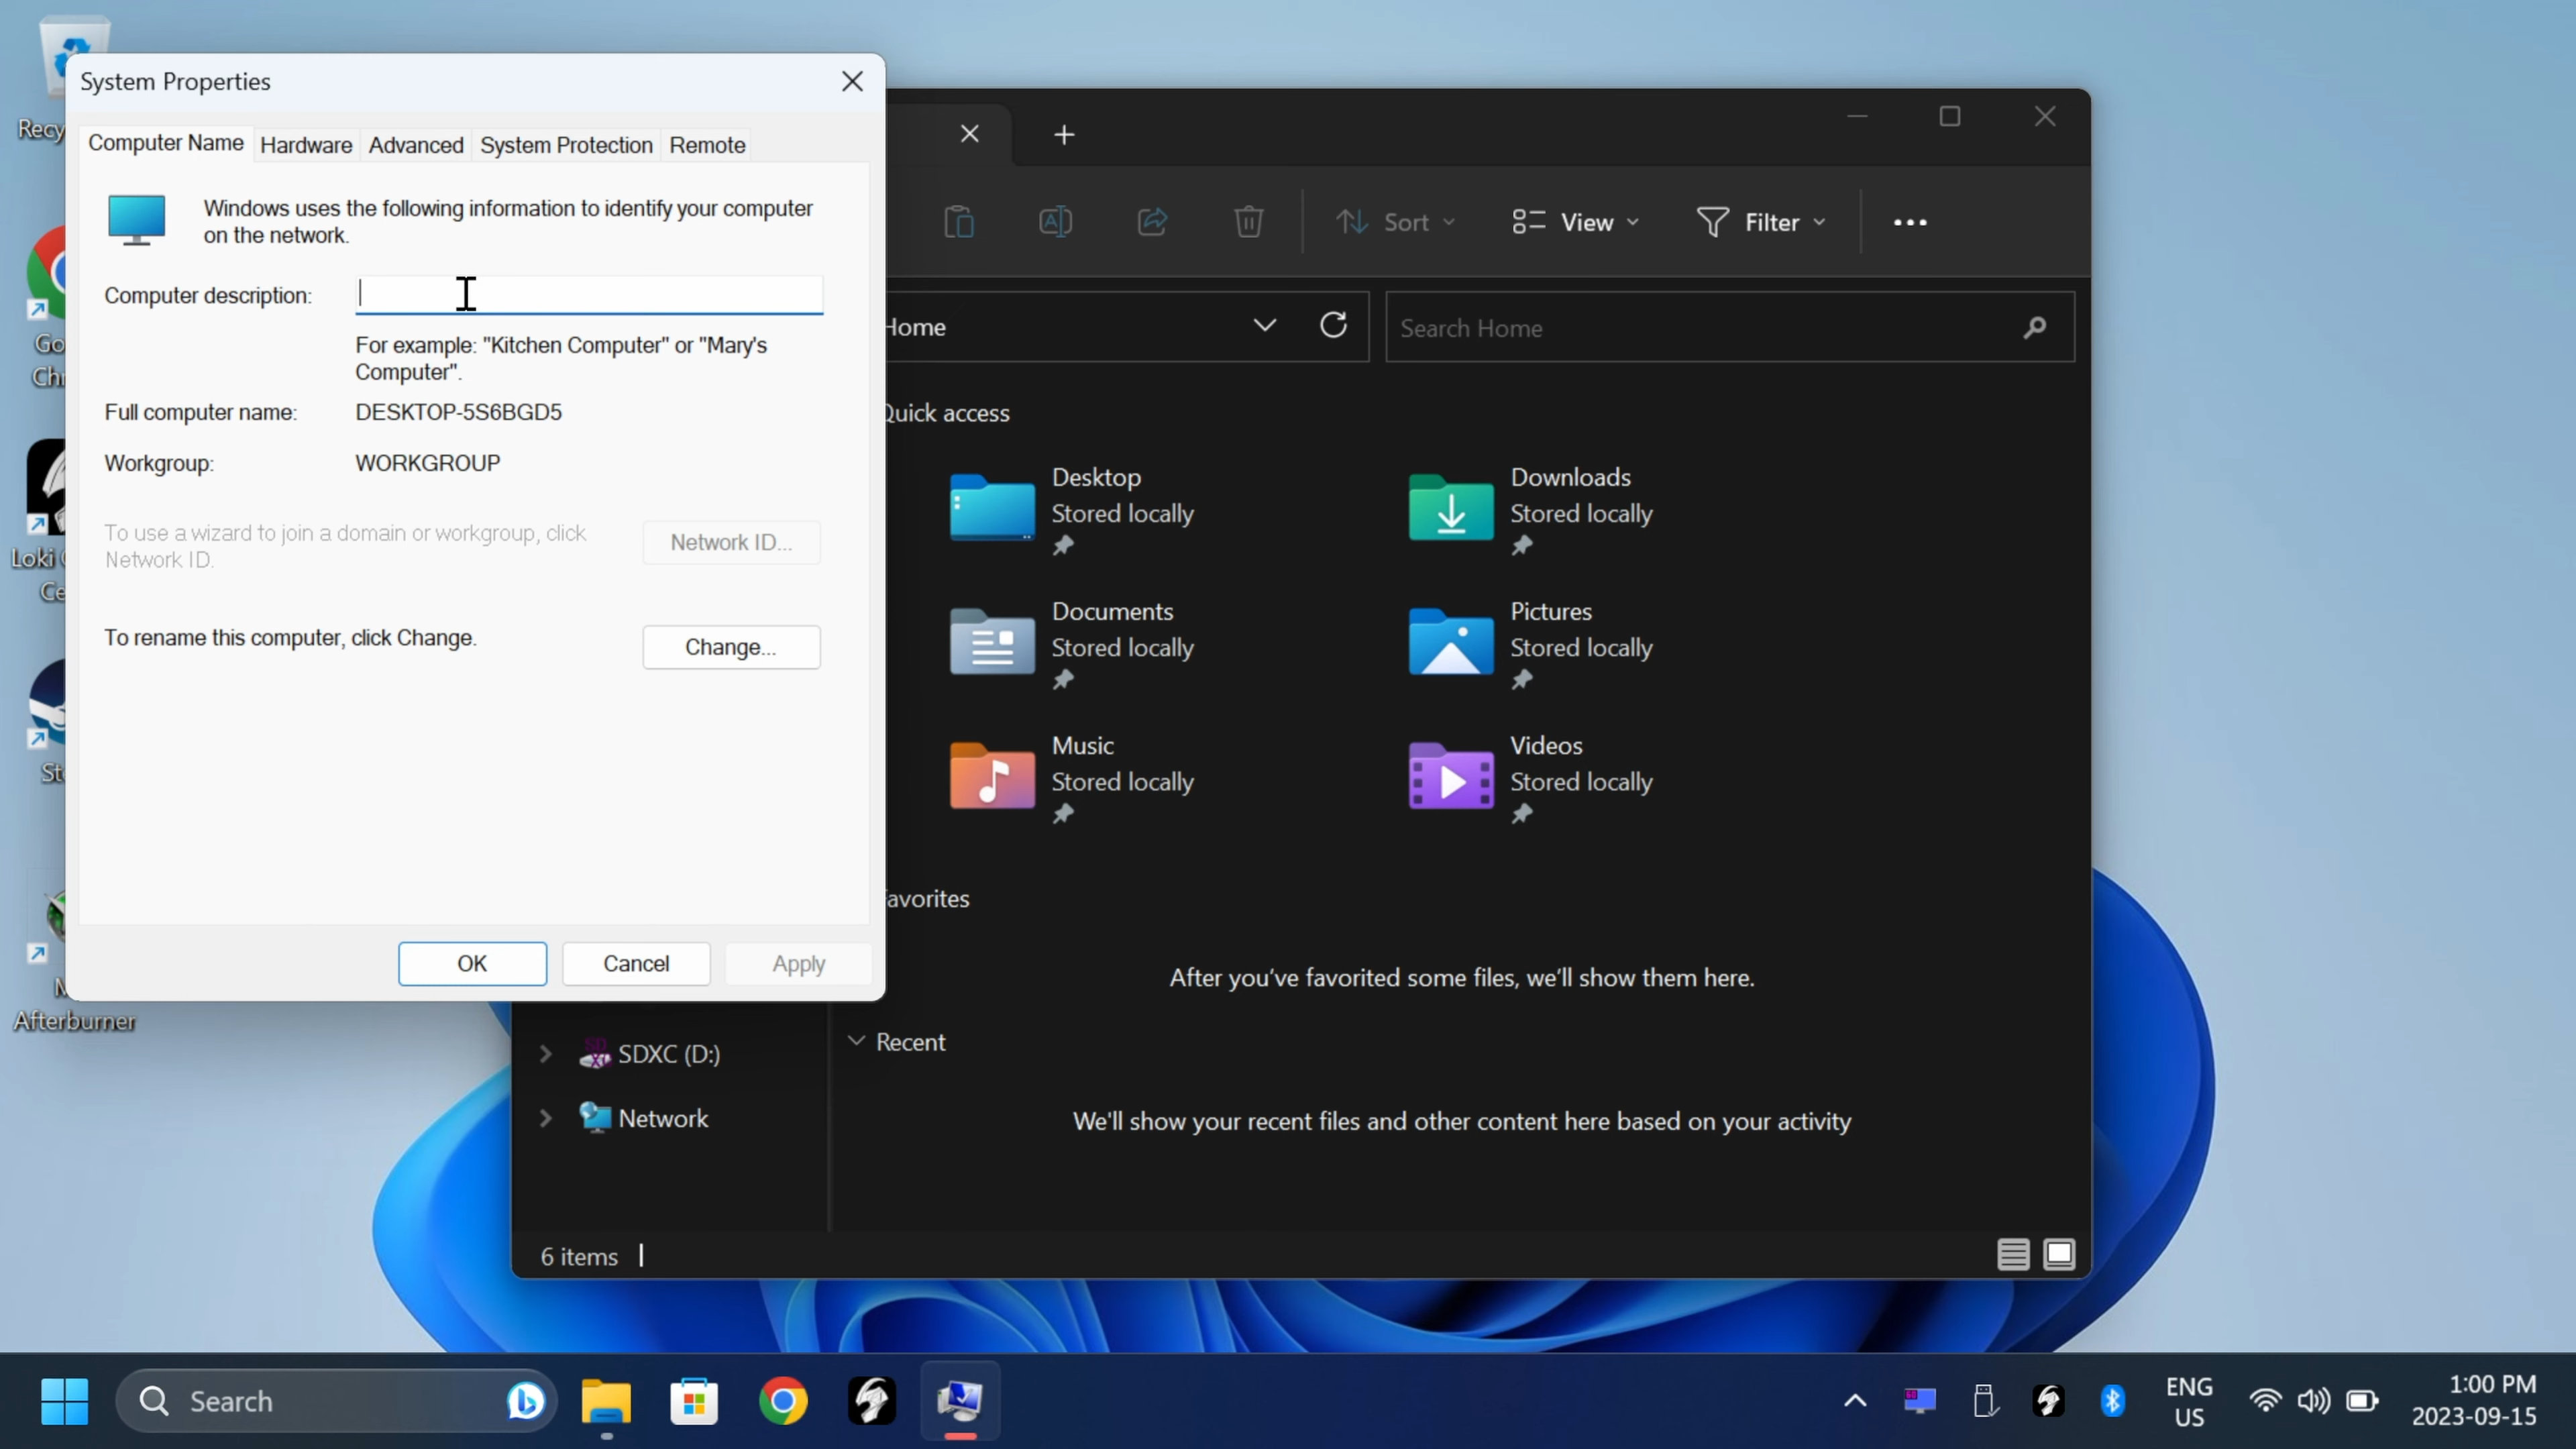 Recy
Go
Ch
Loki
Ce
St
M
Afterburner
System Properties
Computer Name
Hardware
Advanced
System Protection
Remote
Windows uses the following information to identify your computer
on the network.
Computer description:
For example: "Kitchen Computer" or "Mary's
Computer".
Full computer name:
DESKTOP-5S6BGD5
Workgroup:
WORKGROUP
To use a wizard to join a domain or workgroup, click
Network ID.
Network ID...
To rename this computer, click Change.
Change...
OK
Cancel
Apply
Sort
View
Filter
Home
Search Home
Quick access
Desktop
Stored locally
Downloads
Stored locally
Documents
Stored locally
Pictures
Stored locally
Music
Stored locally
Videos
Stored locally
avorites
After you've favorited some files, we'll show them here.
Recent
We'll show your recent files and other content here based on your activity
SDXC (D:)
Network
6 items
Search
ENG
US
1:00 PM
2023-09-15